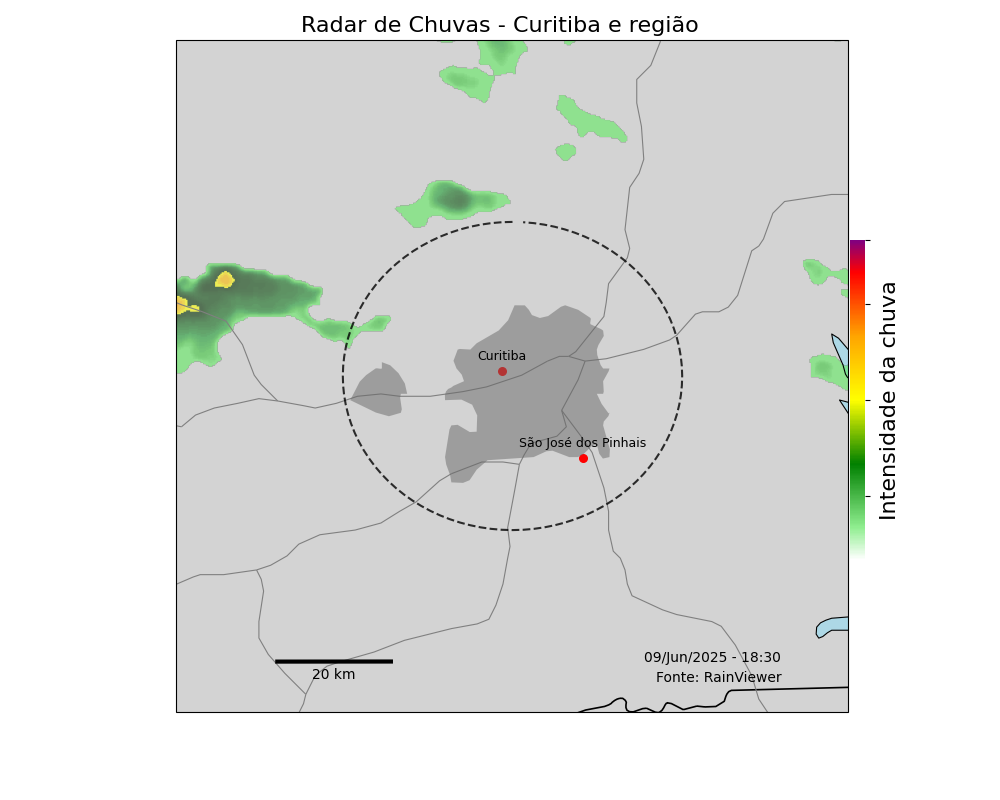 Radar de Chuvas - Curitiba e região
Curitiba
São José dos Pinhais
Intensidade da chuva
09/Jun/2025 - 18:30
Fonte: RainViewer
20 km